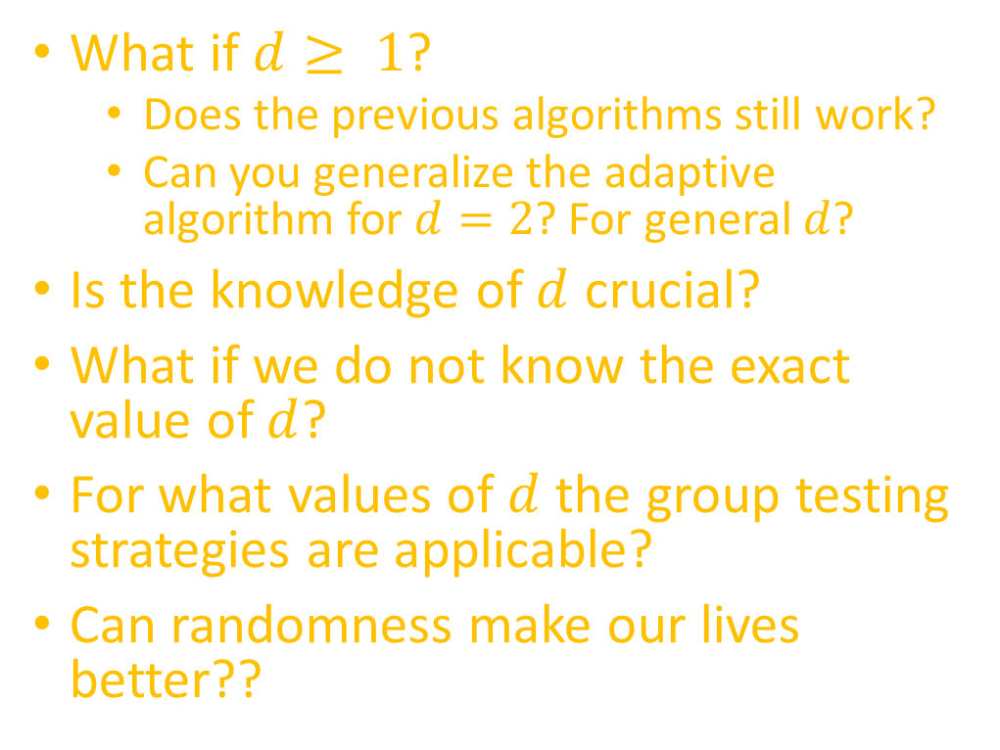 • What if d ≥ 1?
• Does the previous algorithms still work?
• Can you generalize the adaptive
algorithm for d = 2? For general d?
• Is the knowledge of d crucial?
• What if we do not know the exact
value of d?
• For what values of d the group testing
strategies are applicable?
• Can randomness make our lives
better??